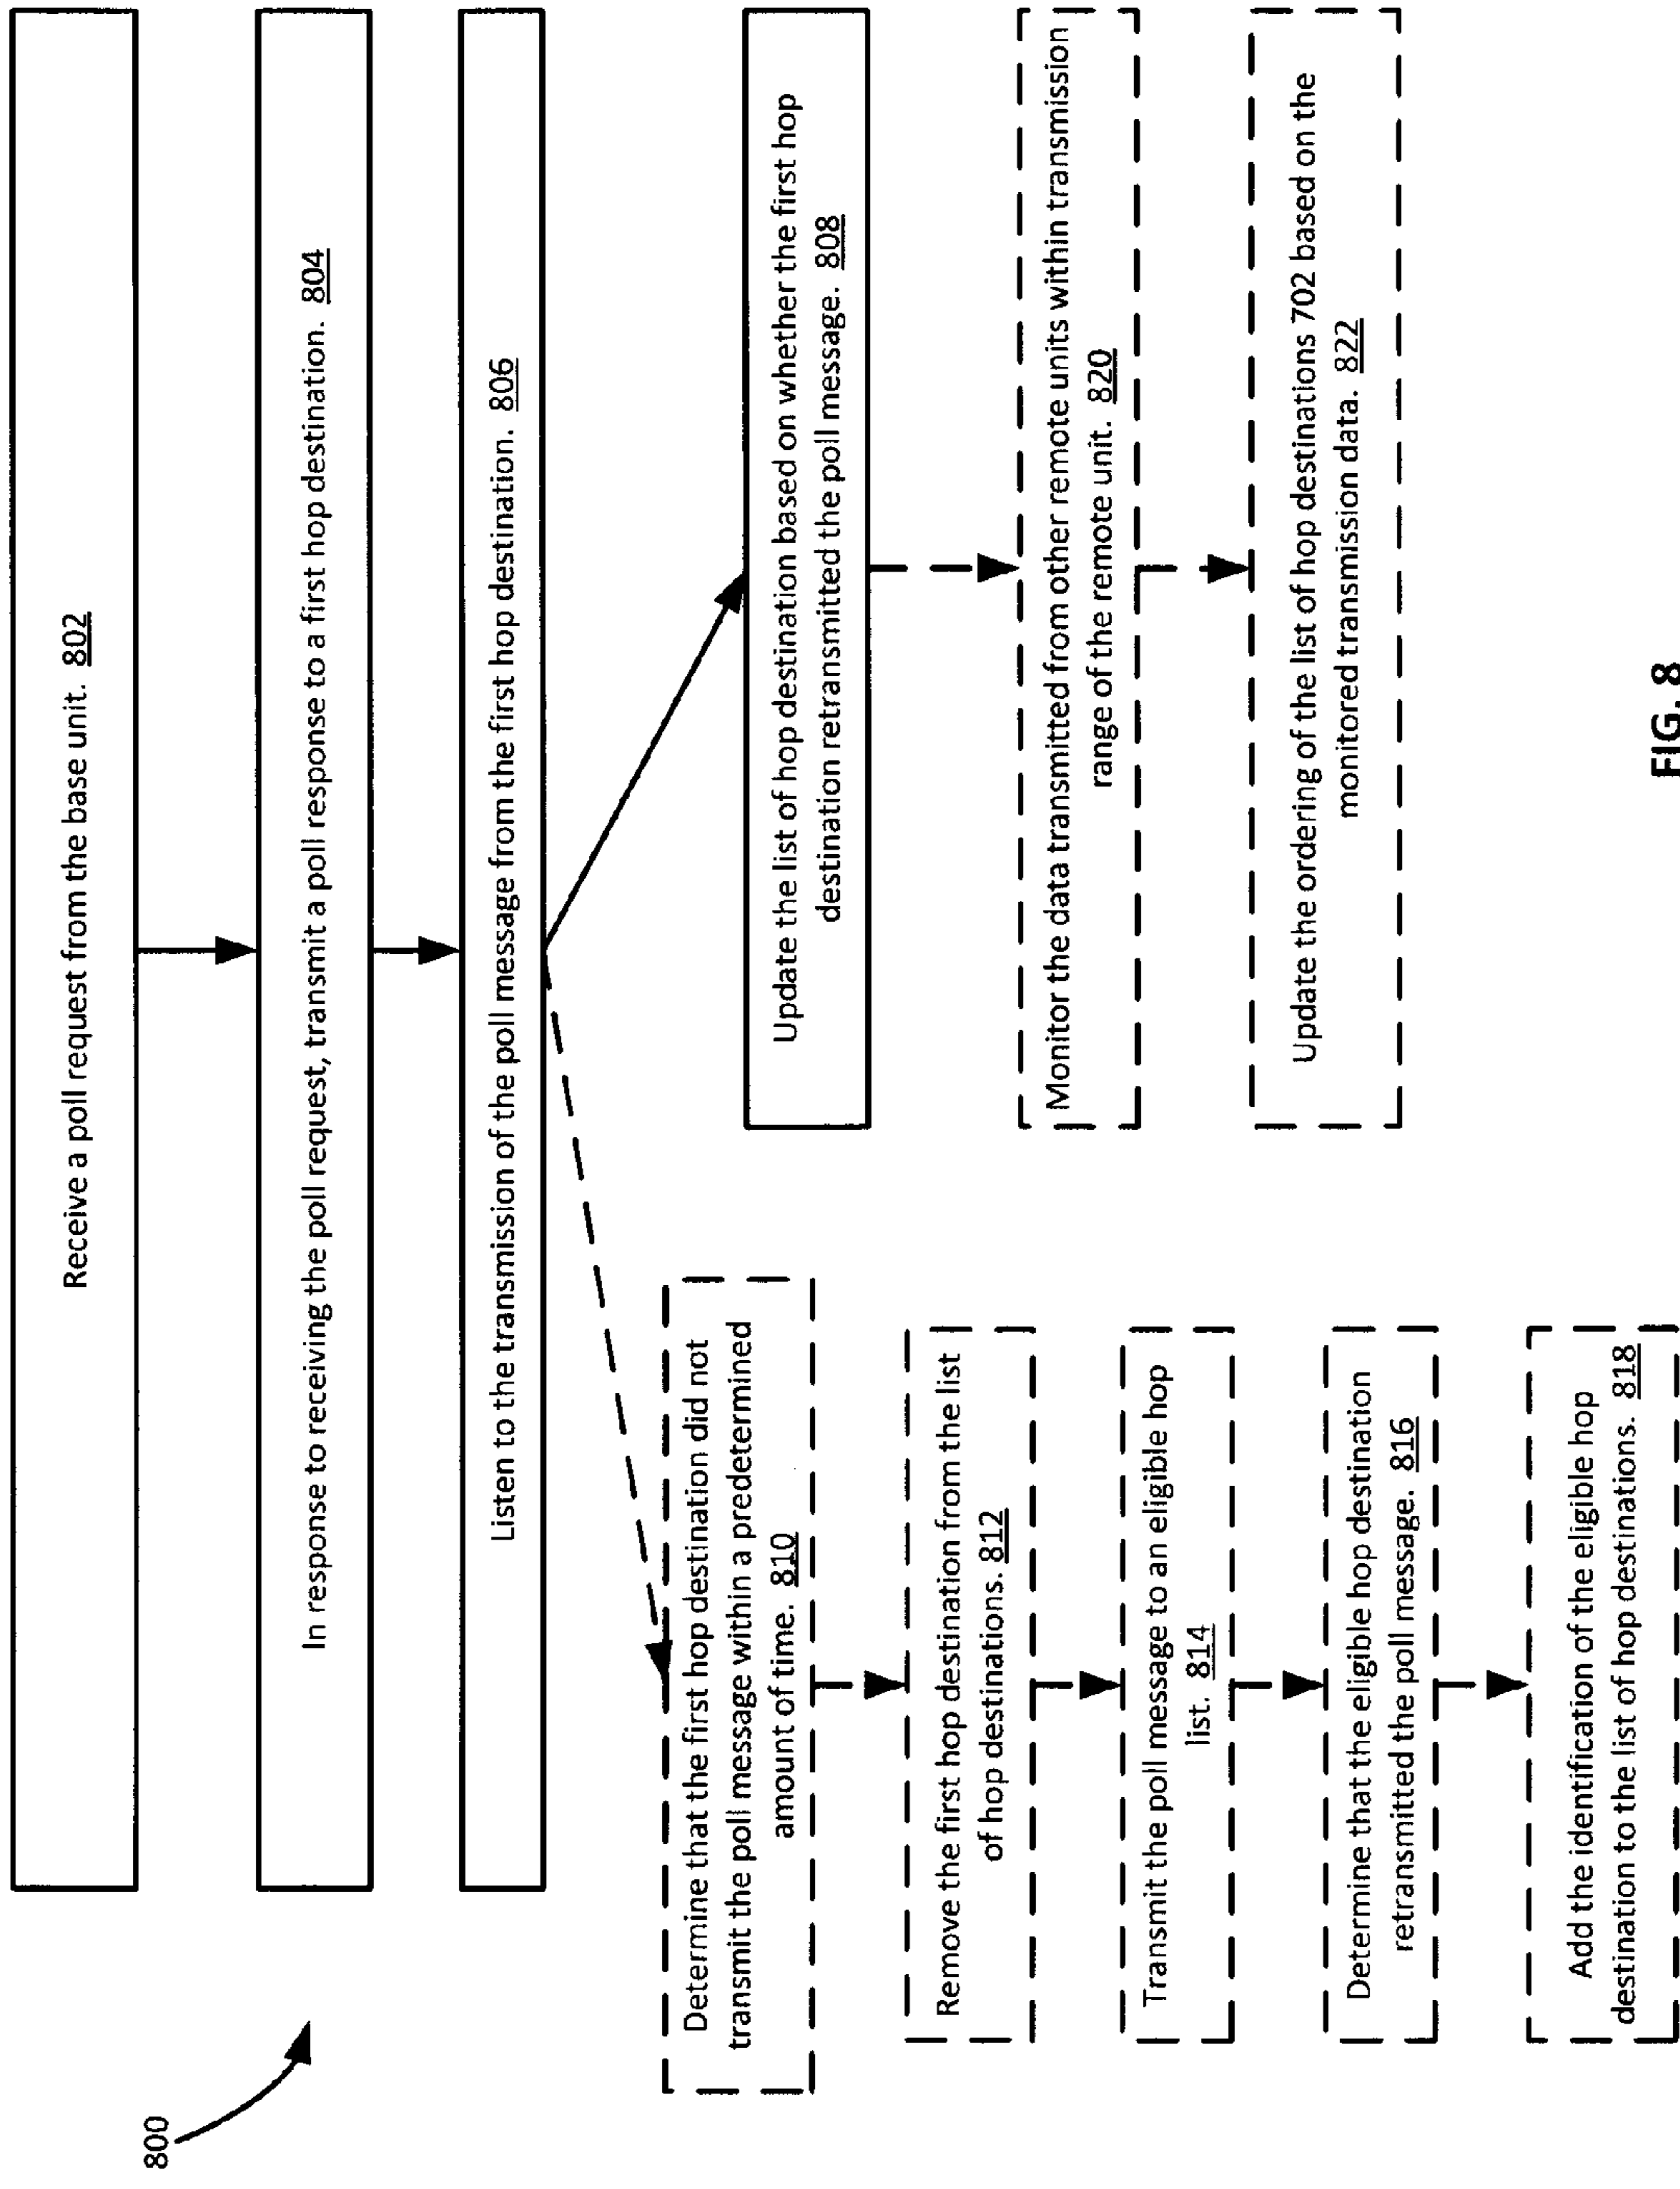 800
Receive a poll request from the base unit. 802
In response to receiving the poll request, transmit a poll response to a first hop destination. 804
Listen to the transmission of the poll message from the first hop destination. 806
Determine that the first hop destination did not
transmit the poll message within a predetermined
amount of time. 810
Remove the first hop destination from the list
of hop destinations. 812
Transmit the poll message to an eligible hop
list. 814
Determine that the eligible hop destination
retransmitted the poll message. 816
Add the identification of the eligible hop
destination to the list of hop destinations. 818
Update the list of hop destination based on whether the first hop
destination retransmitted the poll message. 808
Monitor the data transmitted from other remote units within transmission
range of the remote unit. 820
Update the ordering of the list of hop destinations 702 based on the
monitored transmission data. 822
FIG. 8